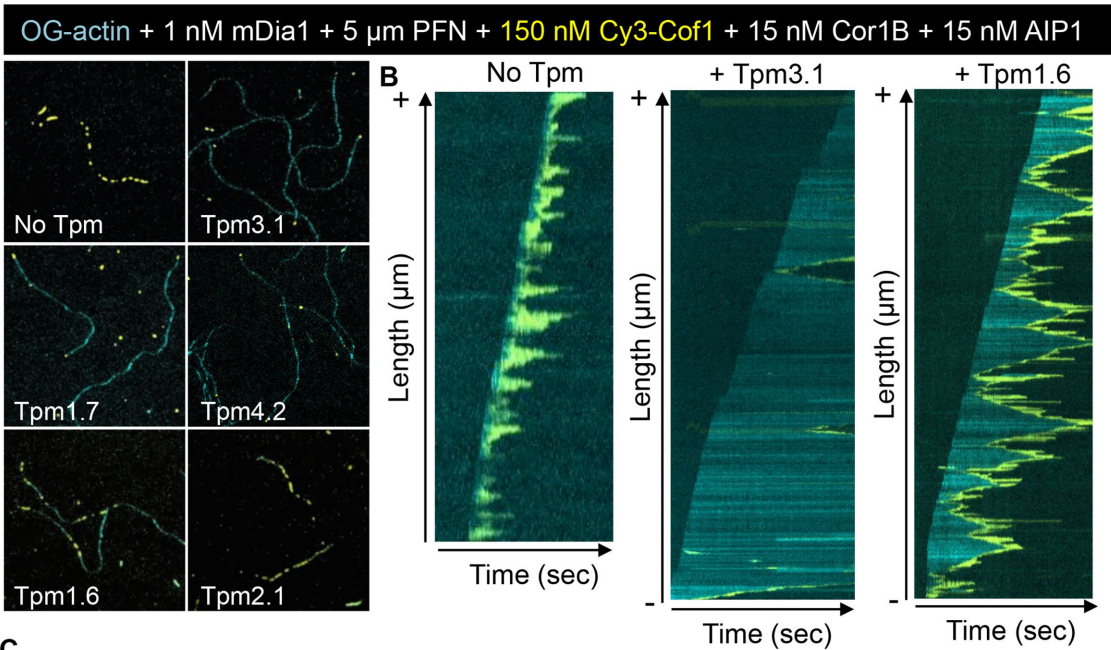 OG-actin + 1 nM mDia1 + 5 μm PFN + 150 nM Cy3-Cof1 + 15 nM Cor1B + 15 nM AIP1
No Tpm
Tpm3.1
Tpm1.7
Tpm4.2
Tpm1.6
Tpm2.1
B
No Tpm
+
Length (μm)
Time (sec)
+ Tpm3.1
+
Length (μm)
-
Time (sec)
+ Tpm1.6
+
Length (μm)
-
Time (sec)